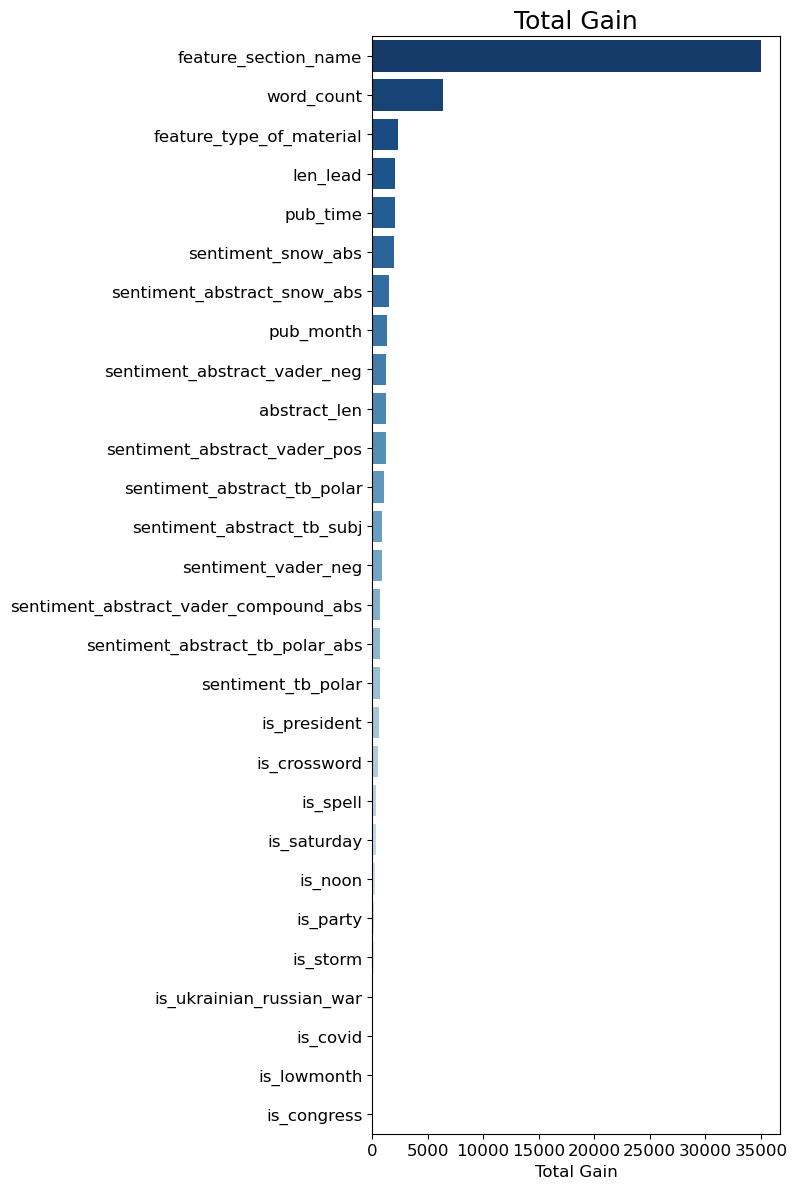 Total Gain
feature_section_name
word_count
feature_type_of_material
len_lead
pub_time
sentiment_snow_abs
sentiment_abstract_snow_abs
pub_month
sentiment_abstract_vader_neg
abstract_len
sentiment_abstract_vader_pos
sentiment_abstract_tb_polar
sentiment_abstract_tb_subj
sentiment_vader_neg
sentiment_abstract_vader_compound_abs
sentiment_abstract_tb_polar_abs
sentiment_tb_polar
is_president
is_crossword
is_spell
is_saturday
is_noon
is_party
is_storm
is_ukrainian_russian_war
is_covid
is_lowmonth
is_congress
0 5000 10000 15000 20000 25000 30000 35000
Total Gain